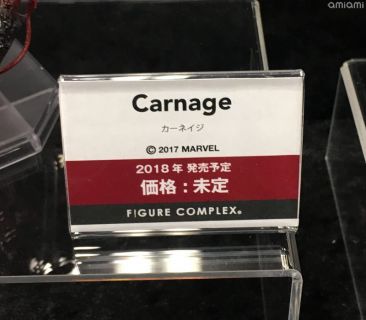 amiami
Carnage
カーネイジ
© 2017 MARVEL
2018年 発売予定
価格：未定
FIGURE COMPLEX®